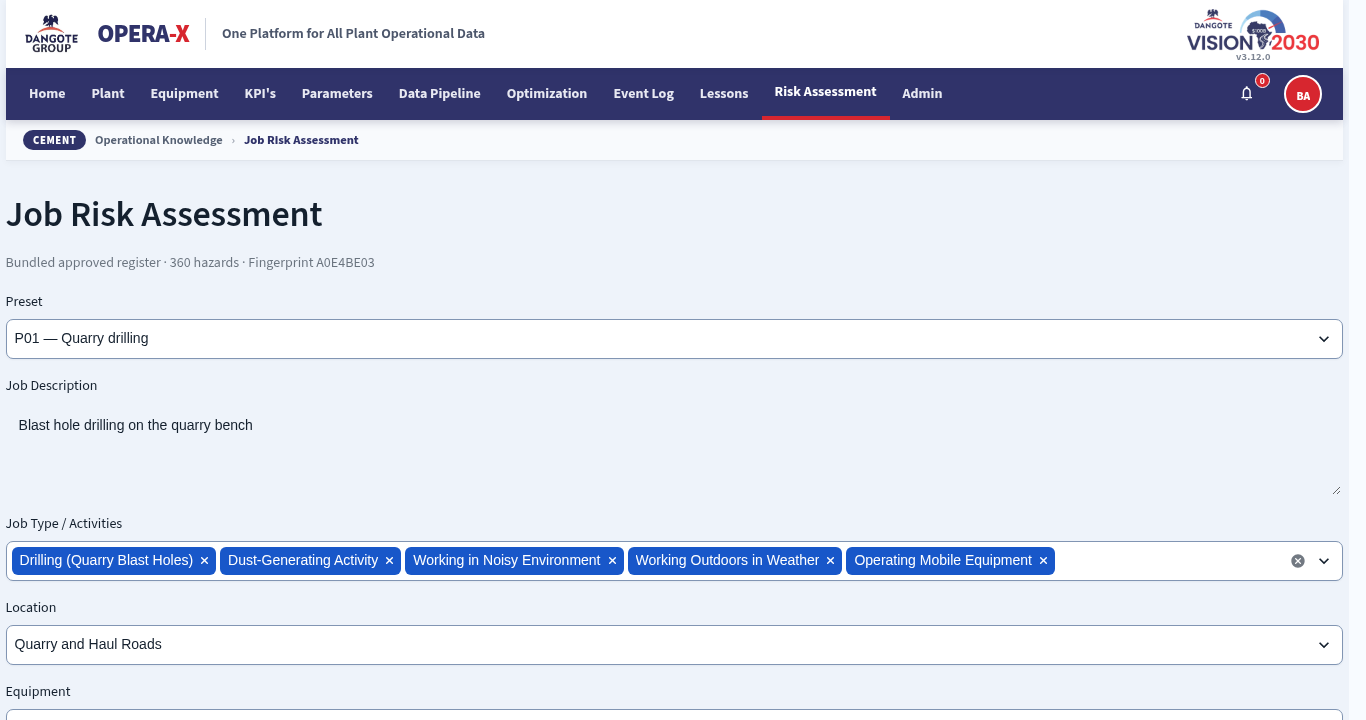 DANGOTE
GROUP
OPERA-X
One Platform for All Plant Operational Data
DANGOTE
VISION 2030
v3.12.0
Home
Plant
Equipment
KPI's
Parameters
Data Pipeline
Optimization
Event Log
Lessons
Risk Assessment
Admin
0
BA
CEMENT
Operational Knowledge › Job Risk Assessment
Job Risk Assessment
Bundled approved register · 360 hazards · Fingerprint A0E4BE03
Preset
P01 — Quarry drilling
Job Description
Blast hole drilling on the quarry bench
Job Type / Activities
Drilling (Quarry Blast Holes) × Dust-Generating Activity × Working in Noisy Environment × Working Outdoors in Weather × Operating Mobile Equipment ×
Location
Quarry and Haul Roads
Equipment